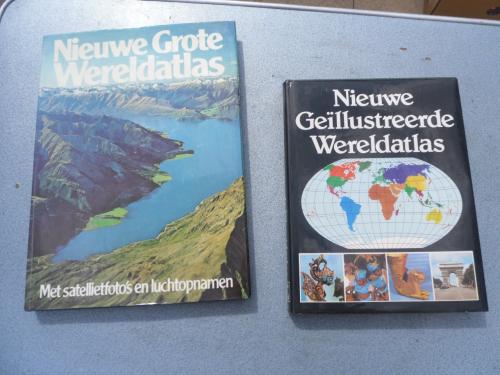 Nieuwe Grote
Wereldatlas
Met satellietfoto's en luchtopnamen
Nieuwe
Geïllustreerde
Wereldatlas